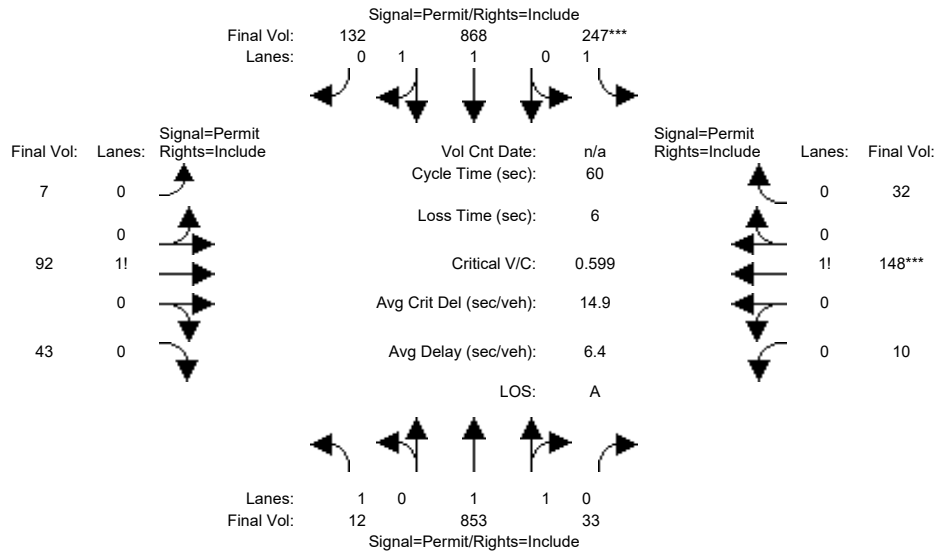 Signal=Permit/Rights=Include
Final Vol: 132 868 247***
Lanes: 0 1 1 0 1
Signal=Permit
Final Vol: Lanes: Rights=Include
Vol Cnt Date: n/a
Signal=Permit
Rights=Include Lanes: Final Vol:
Cycle Time (sec): 60
7 0
0 32
Loss Time (sec): 6
0
0
92 1!
Critical V/C: 0.599
1! 148***
0
Avg Crit Del (sec/veh): 14.9
0
43 0
Avg Delay (sec/veh): 6.4
0 10
LOS: A
Lanes: 1 0 1 1 0
Final Vol: 12 853 33
Signal=Permit/Rights=Include